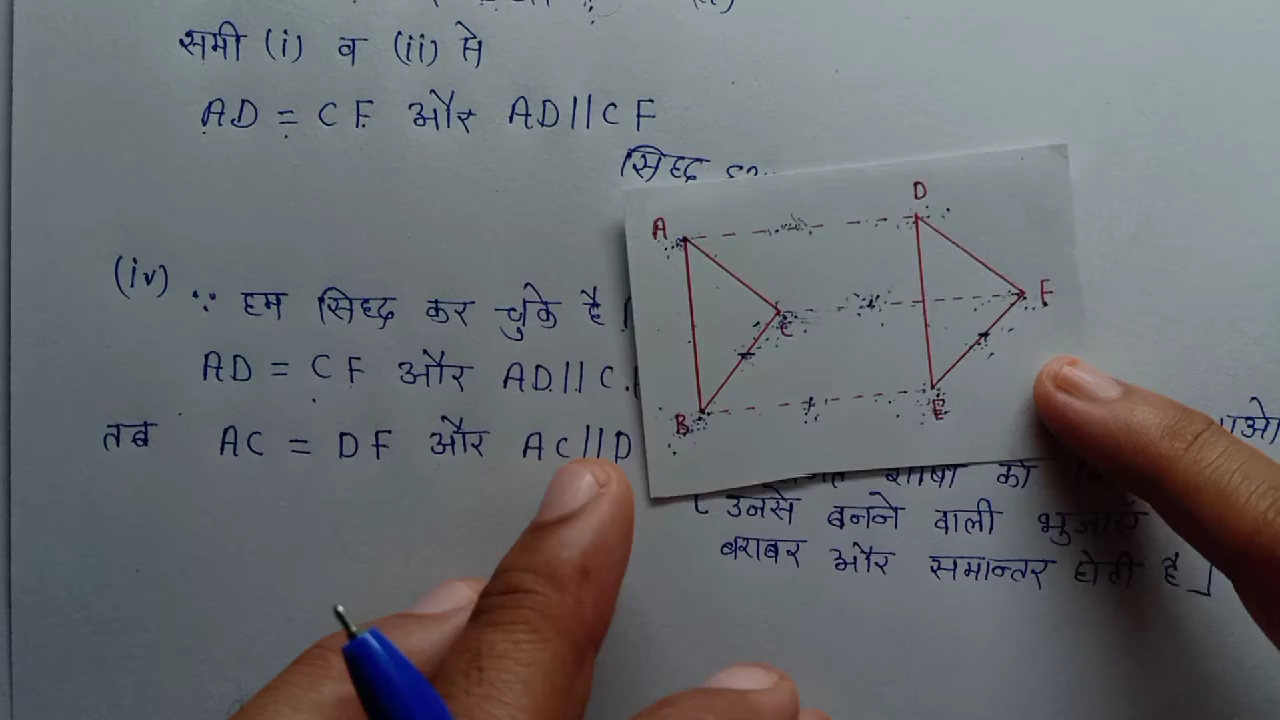 समी (i) व (ii) से
AD = CF और AD||CF
सिद्ध
(iv) ∵ हम सिद्ध कर चुके है
AD = CF और AD||C
तब AC = DF और AC||D
A
D
C
F
B
E
को
[उनसे बनने वाली भुजाएँ
बराबर और समान्तर होती है]